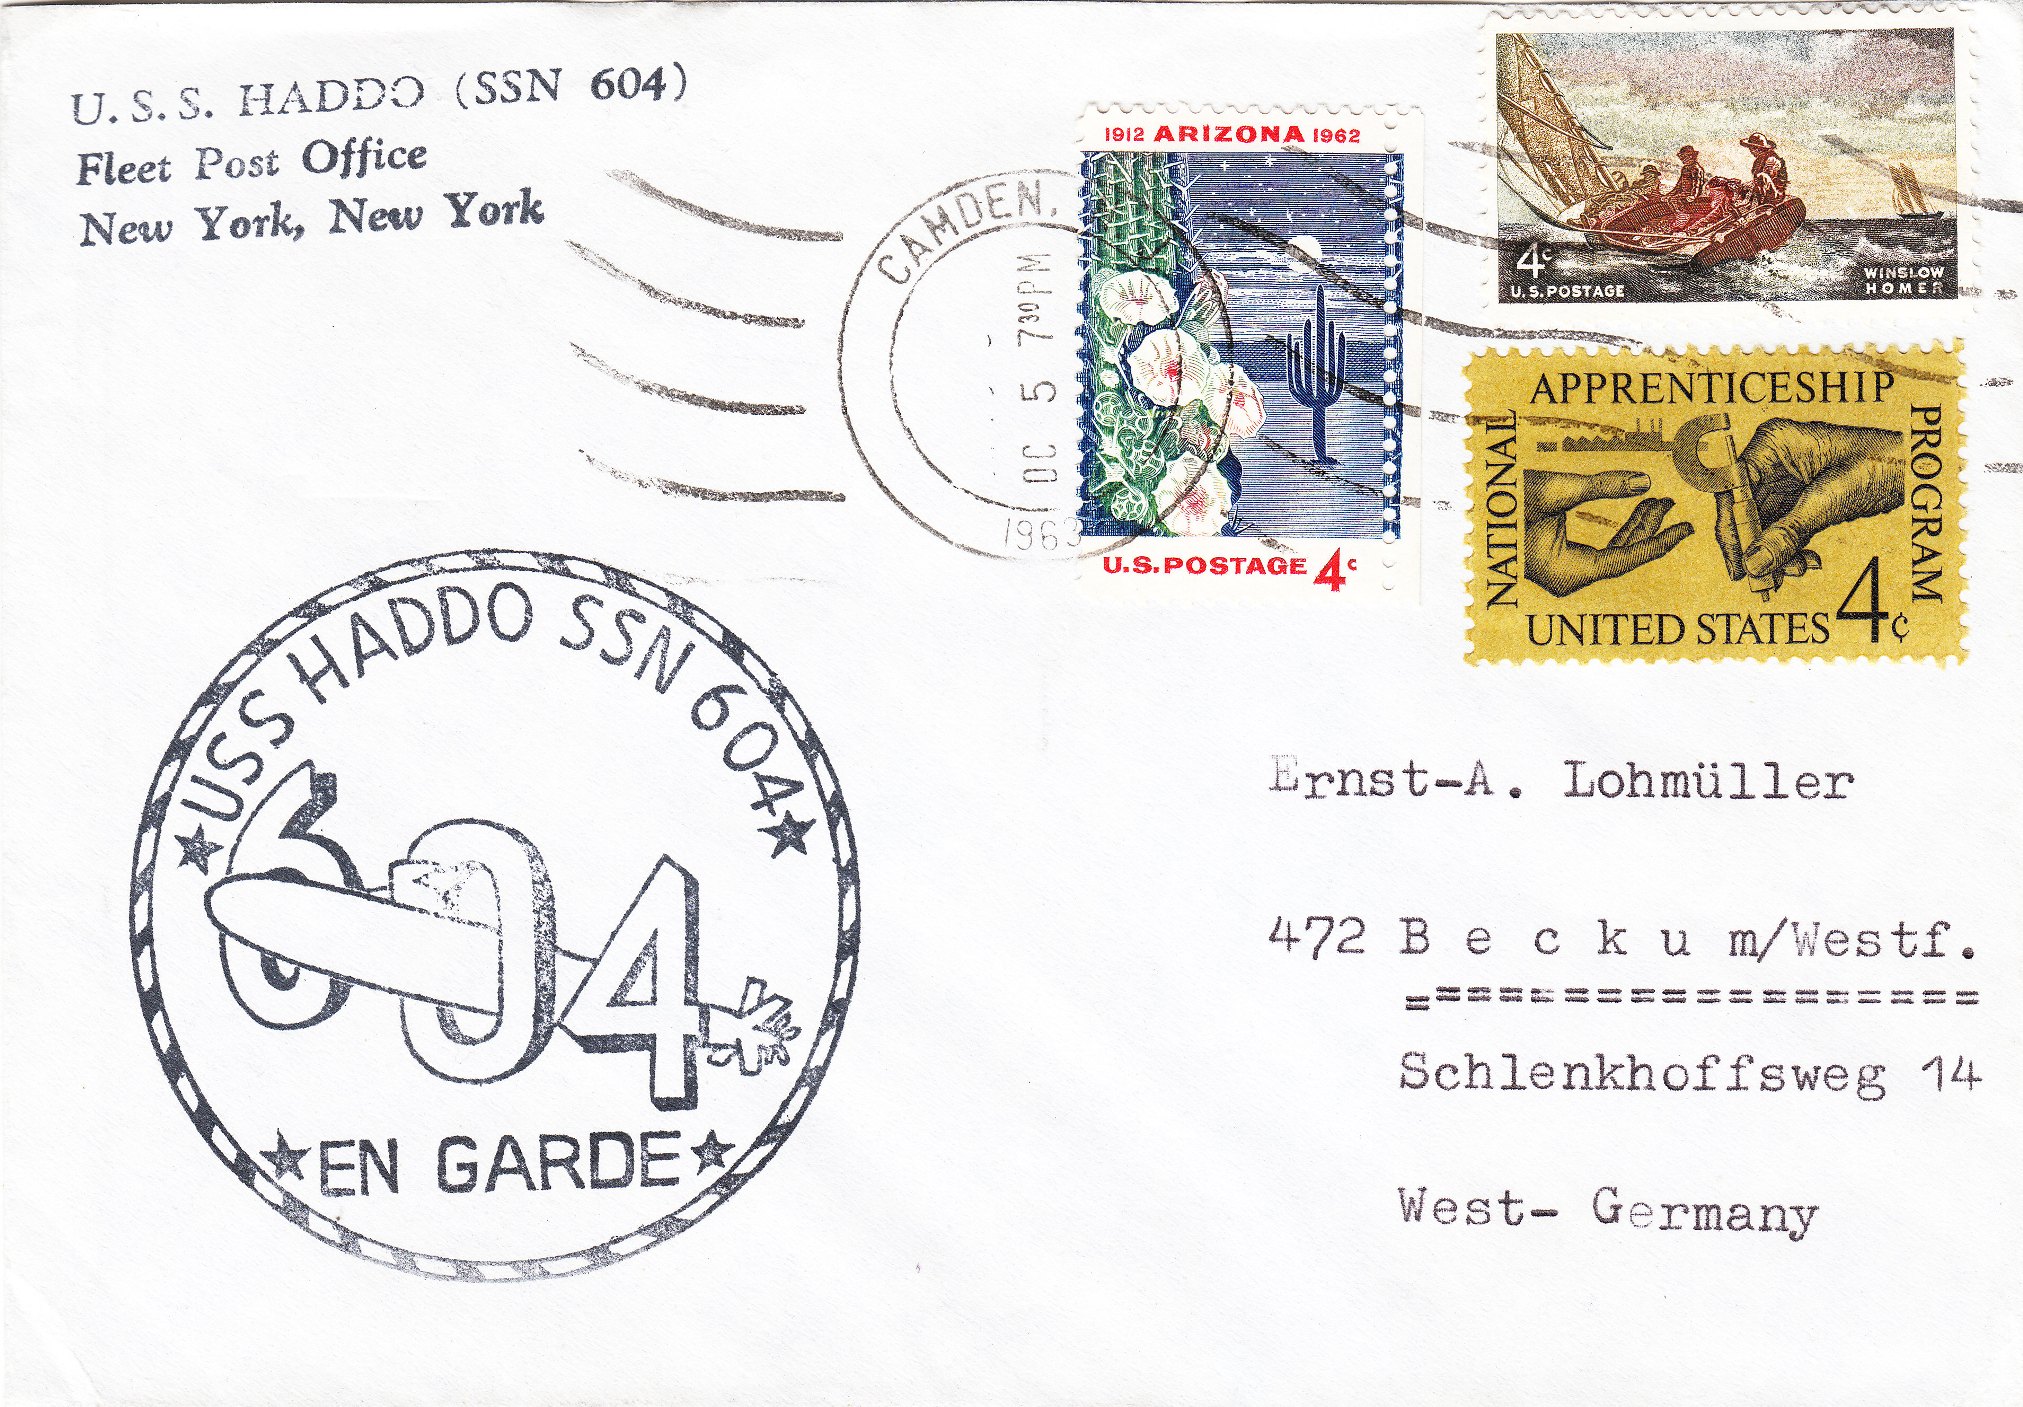 U.S.S. HADDO (SSN 604)
Fleet Post Office
New York, New York
CAMDEN,
OC 5 7³⁰PM
1963
1912 ARIZONA 1962
U.S.POSTAGE 4c
4c
U.S.POSTAGE
WINSLOW
HOMER
APPRENTICESHIP
NATIONAL
PROGRAM
UNITED STATES 4¢
USS HADDO SSN 604
604
EN GARDE
Ernst-A. Lohmüller
472 B e c k u m/Westf.
===================
Schlenkhoffsweg 14
West- Germany